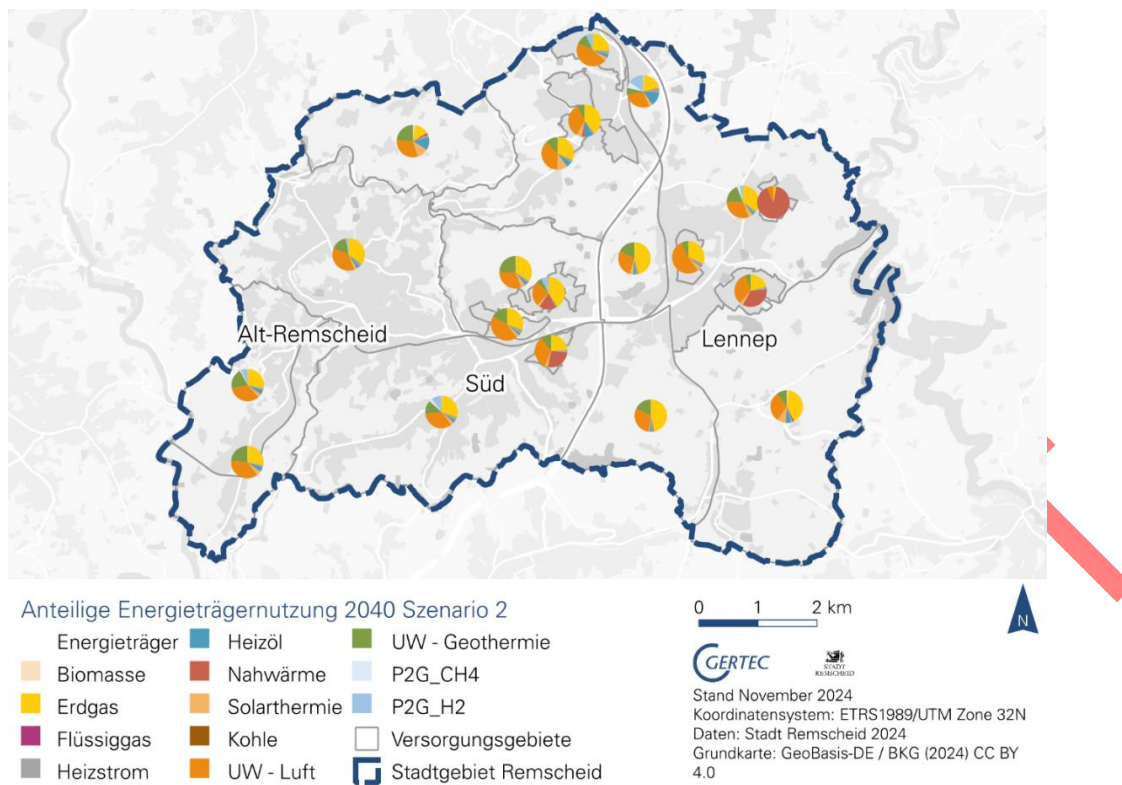 Alt-Remscheid
Lennep
Süd
Anteilige Energieträgernutzung 2040 Szenario 2
Energieträger
Biomasse
Erdgas
Flüssiggas
Heizstrom
Heizöl
Nahwärme
Solarthermie
Kohle
UW - Luft
UW - Geothermie
P2G_CH4
P2G_H2
Versorgungsgebiete
Stadtgebiet Remscheid
0 1 2 km
N
GERTEC
STADT
REMSCHEID
Stand November 2024
Koordinatensystem: ETRS1989/UTM Zone 32N
Daten: Stadt Remscheid 2024
Grundkarte: GeoBasis-DE / BKG (2024) CC BY
4.0